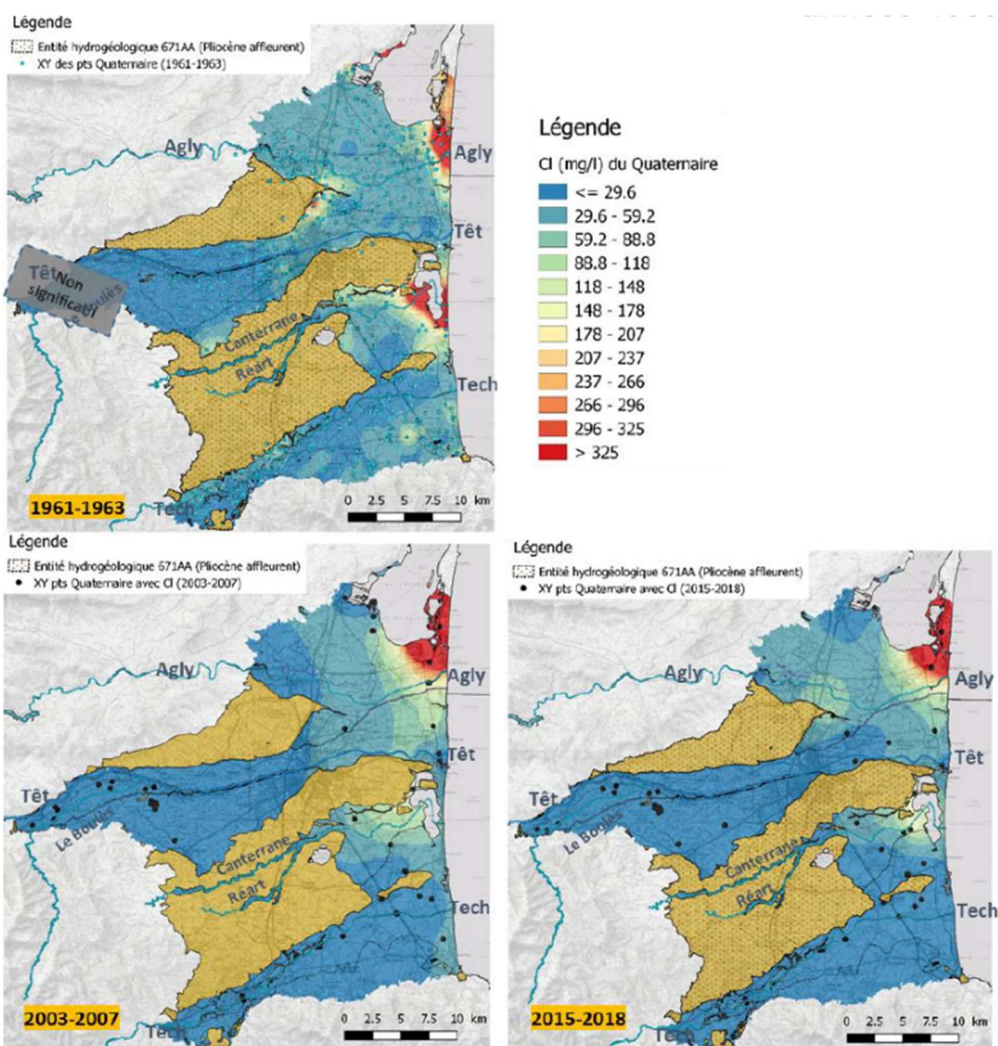 Légende
Entité hydrogéologique 671AA (Pliocène affleurent)
XY des pts Quaternaire (1961-1963)
Agly
Agly
Têt
Têt
Non
significatif
Canterrane
Réart
Tech
Tech
1961-1963
0 2.5 5 7.5 10 km
Légende
Cl (mg/l) du Quaternaire
<= 29.6
29.6 - 59.2
59.2 - 88.8
88.8 - 118
118 - 148
148 - 178
178 - 207
207 - 237
237 - 266
266 - 296
296 - 325
> 325
Légende
Entité hydrogéologique 671AA (Pliocène affleurent)
XY pts Quaternaire avec Cl (2003-2007)
Agly
Agly
Têt
Têt
Le Boulès
Canterrane
Réart
Tech
Tech
2003-2007
0 2.5 5 7.5 10 km
Légende
Entité hydrogéologique 671AA (Pliocène affleurent)
XY pts Quaternaire avec Cl (2015-2018)
Agly
Agly
Têt
Têt
Le Boulès
Canterrane
Réart
Tech
Tech
2015-2018
0 2.5 5 7.5 10 km